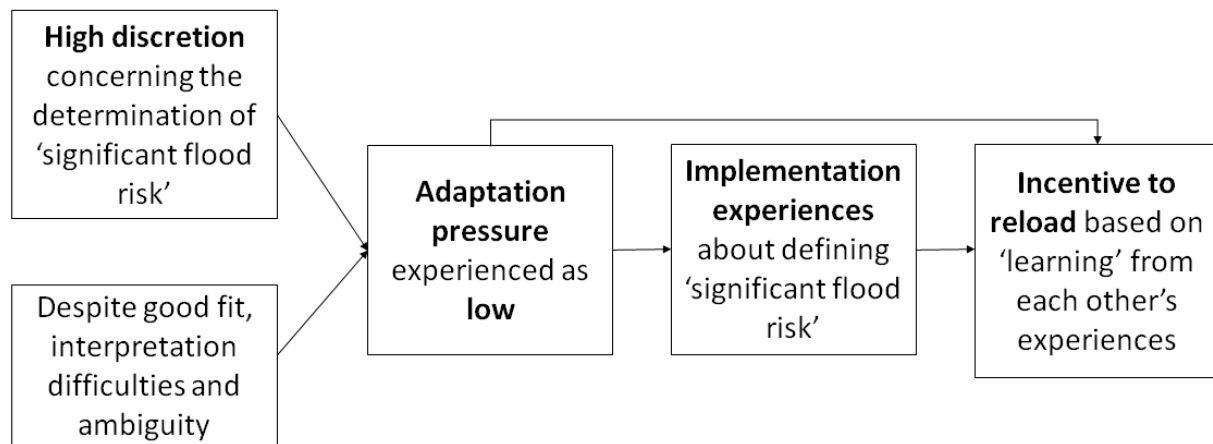 High discretion
concerning the
determination of
‘significant flood
risk’
Despite good fit,
interpretation
difficulties and
ambiguity
Adaptation
pressure
experienced as
low
Implementation
experiences
about defining
‘significant flood
risk’
Incentive to
reload based on
‘learning’ from
each other’s
experiences